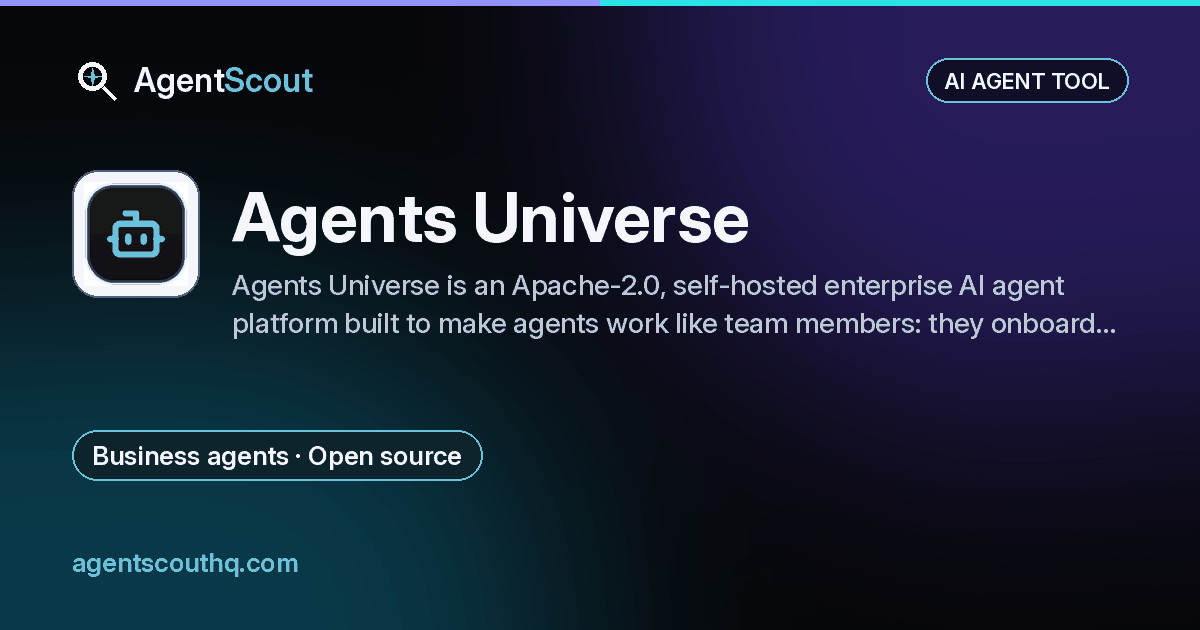 AgentScout
AI AGENT TOOL
Agents Universe
Agents Universe is an Apache-2.0, self-hosted enterprise AI agent
platform built to make agents work like team members: they onboard...
Business agents · Open source
agentscouthq.com